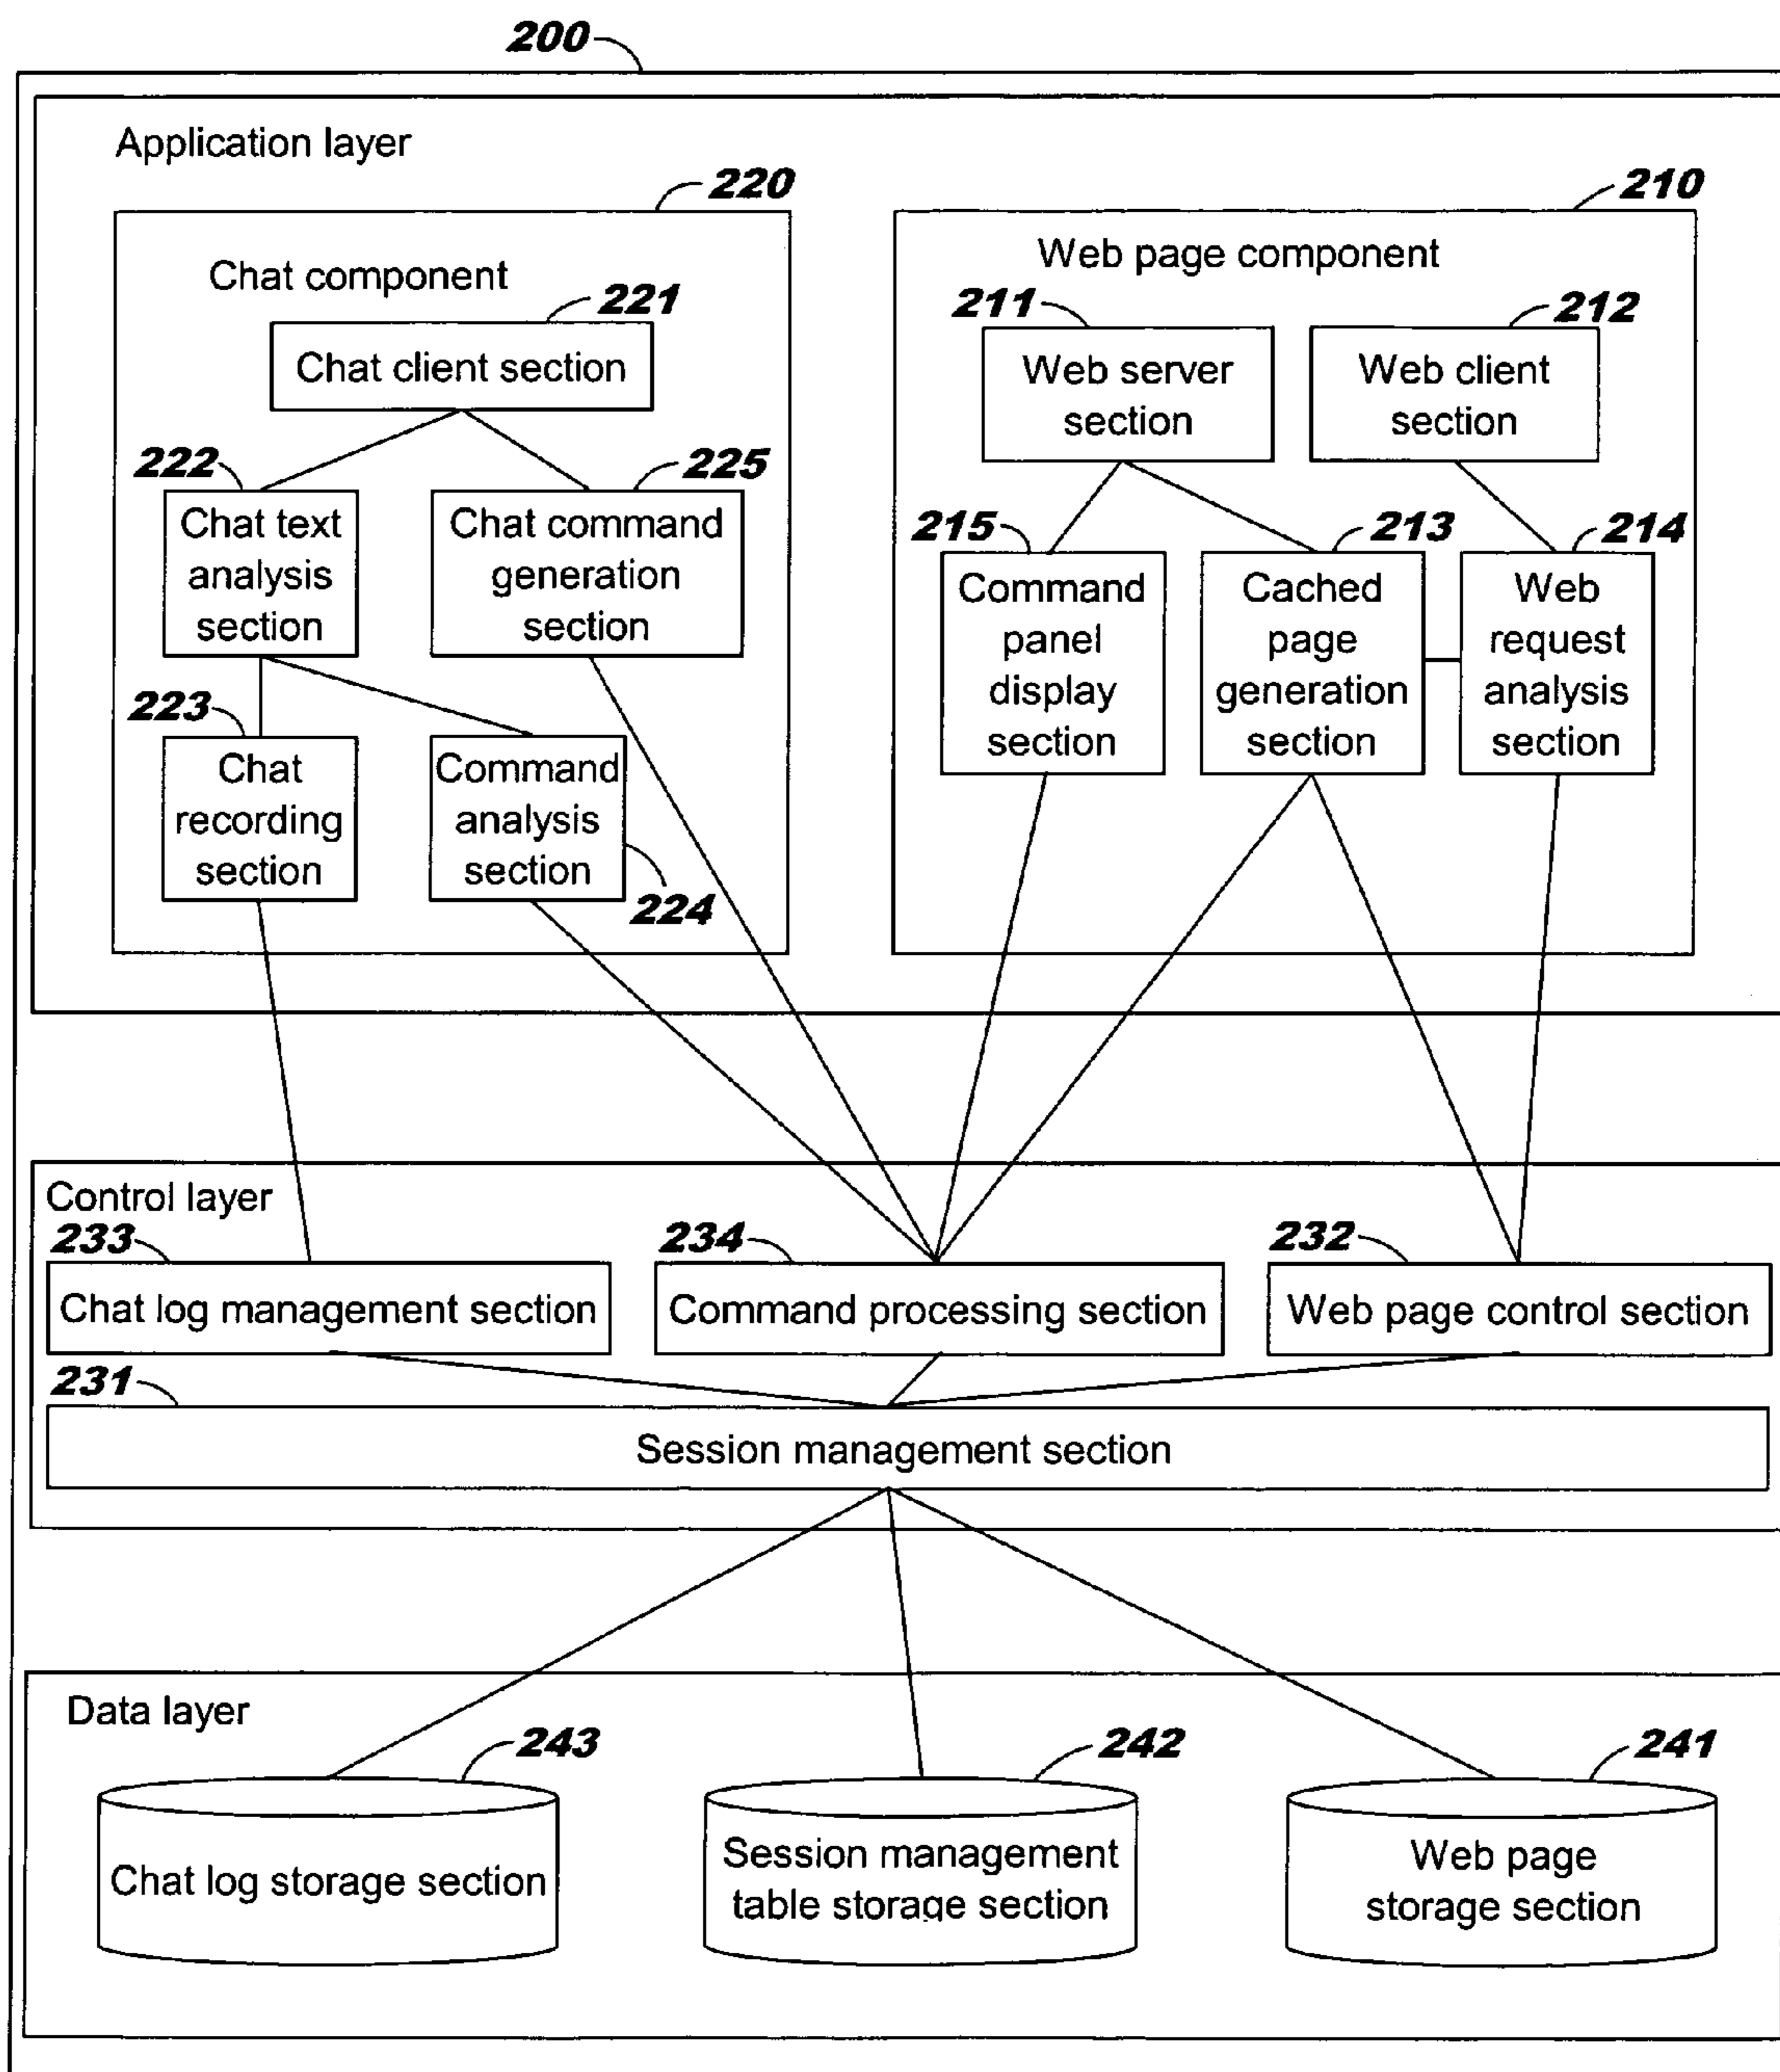 200
Application layer
220
210
Chat component
Web page component
221
211
212
Chat client section
Web server
section
Web client
section
222
225
215
213
214
Chat text
analysis
section
Chat command
generation
section
Command
panel
display
section
Cached
page
generation
section
Web
request
analysis
section
223
Chat
recording
section
Command
analysis
section
224
Control layer
233
234
232
Chat log management section
Command processing section
Web page control section
231
Session management section
Data layer
243
242
241
Chat log storage section
Session management
table storage section
Web page
storage section